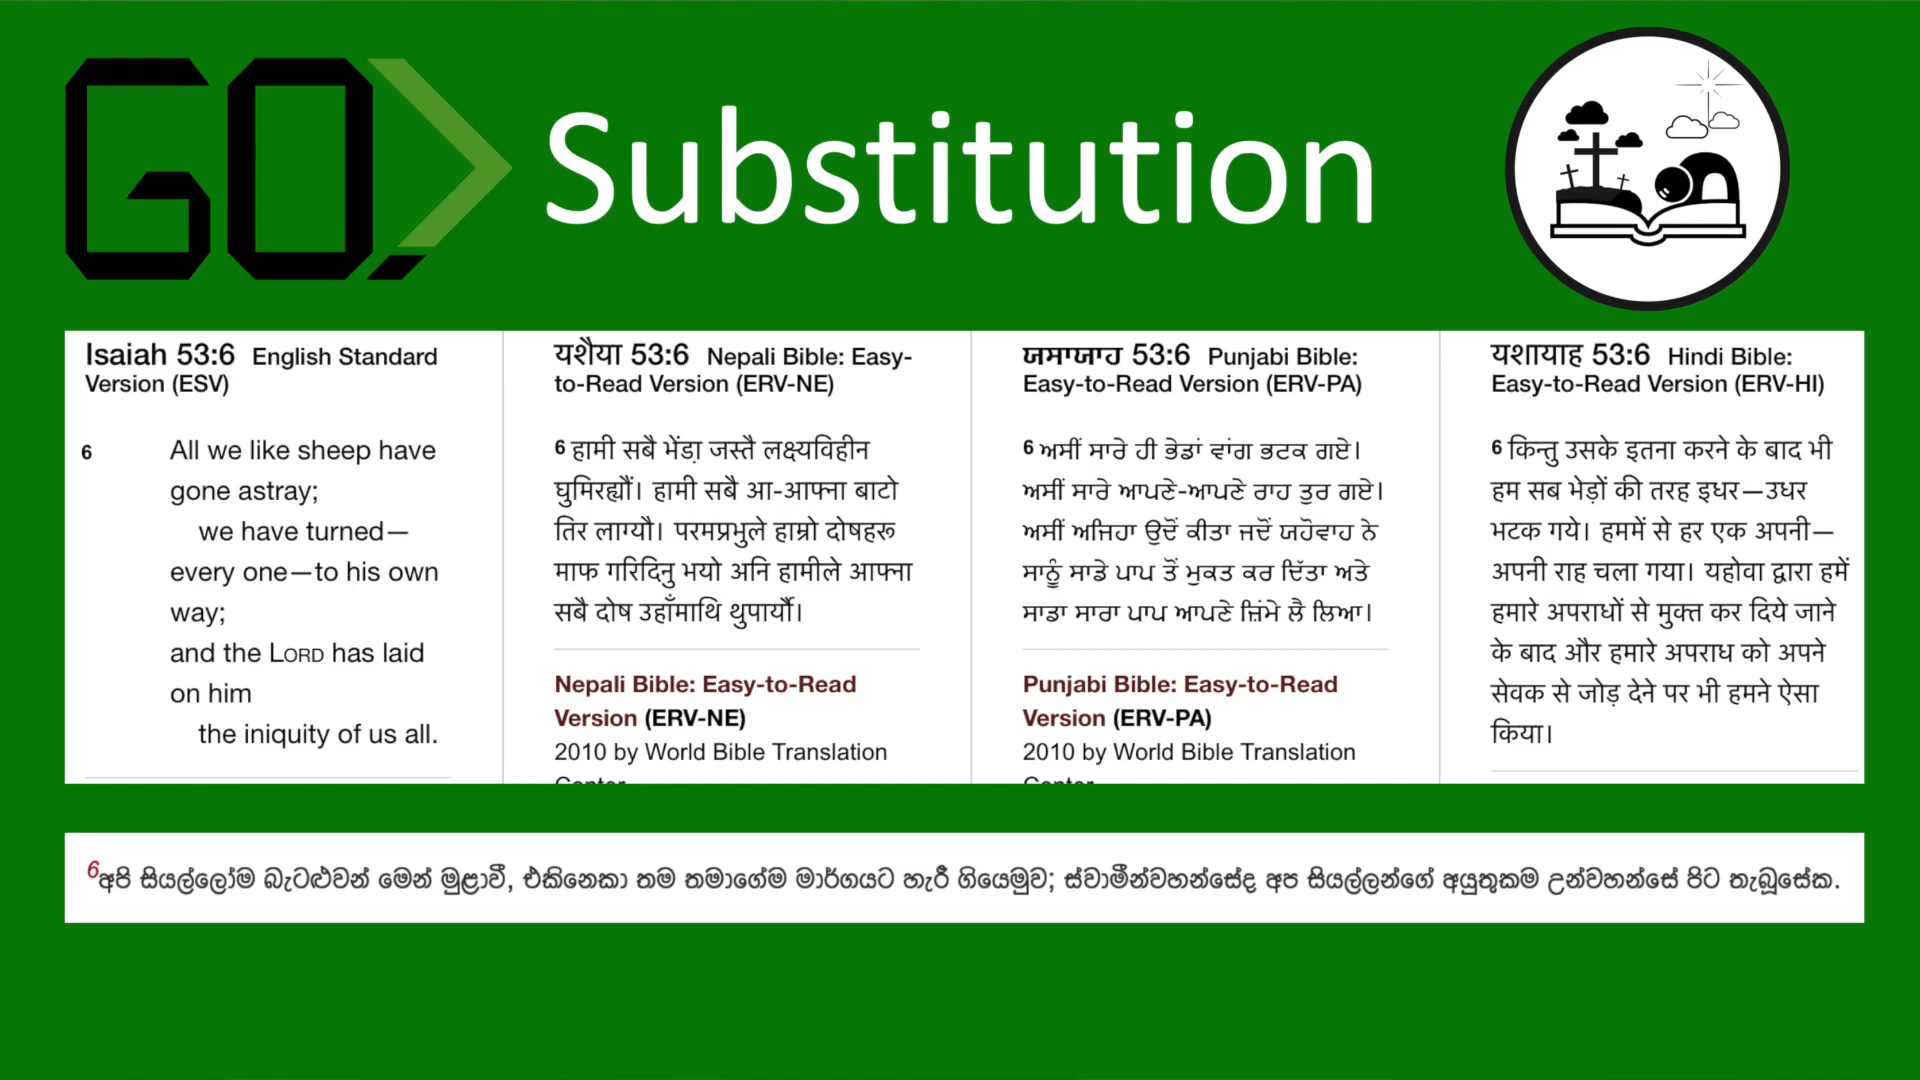 GO
Substitution
Isaiah 53:6 English Standard
Version (ESV)
6 All we like sheep have
gone astray;
we have turned—
every one—to his own
way;
and the LORD has laid
on him
the iniquity of us all.
यशैया 53:6 Nepali Bible: Easy-
to-Read Version (ERV-NE)
6 हामी सबै भेंडा़ जस्तै लक्ष्यविहीन
घुमिरह्यौं। हामी सबै आ-आफ्ना बाटो
तिर लाग्यौ। परमप्रभुले हाम्रो दोषहरू
माफ गरिदिनु भयो अनि हामीले आफ्ना
सबै दोष उहाँमाथि थुपार्यौ।
Nepali Bible: Easy-to-Read
Version (ERV-NE)
2010 by World Bible Translation
Center
ਯਸਾਯਾਹ 53:6 Punjabi Bible:
Easy-to-Read Version (ERV-PA)
6 ਅਸੀਂ ਸਾਰੇ ਹੀ ਭੇਡਾਂ ਵਾਂਗ ਭਟਕ ਗਏ।
ਅਸੀਂ ਸਾਰੇ ਆਪਣੇ-ਆਪਣੇ ਰਾਹ ਤੁਰ ਗਏ।
ਅਸੀਂ ਅਜਿਹਾ ਉਦੋਂ ਕੀਤਾ ਜਦੋਂ ਯਹੋਵਾਹ ਨੇ
ਸਾਨੂੰ ਸਾਡੇ ਪਾਪ ਤੋਂ ਮੁਕਤ ਕਰ ਦਿੱਤਾ ਅਤੇ
ਸਾਡਾ ਸਾਰਾ ਪਾਪ ਆਪਣੇ ਜ਼ਿੰਮੇ ਲੈ ਲਿਆ।
Punjabi Bible: Easy-to-Read
Version (ERV-PA)
2010 by World Bible Translation
Center
यशायाह 53:6 Hindi Bible:
Easy-to-Read Version (ERV-HI)
6 किन्तु उसके इतना करने के बाद भी
हम सब भेड़ों की तरह इधर—उधर
भटक गये। हममें से हर एक अपनी—
अपनी राह चला गया। यहोवा द्वारा हमें
हमारे अपराधों से मुक्त कर दिये जाने
के बाद और हमारे अपराध को अपने
सेवक से जोड़ देने पर भी हमने ऐसा
किया।
6 අපි සියල්ලෝම බැටළුවන් මෙන් මුළාවී, එකිනෙකා තම තමාගේම මාර්ගයට හැරී ගියෙමුව; ස්වාමීන්වහන්සේද අප සියල්ලන්ගේ අයුතුකම උන්වහන්සේ පිට තැබූසේක.